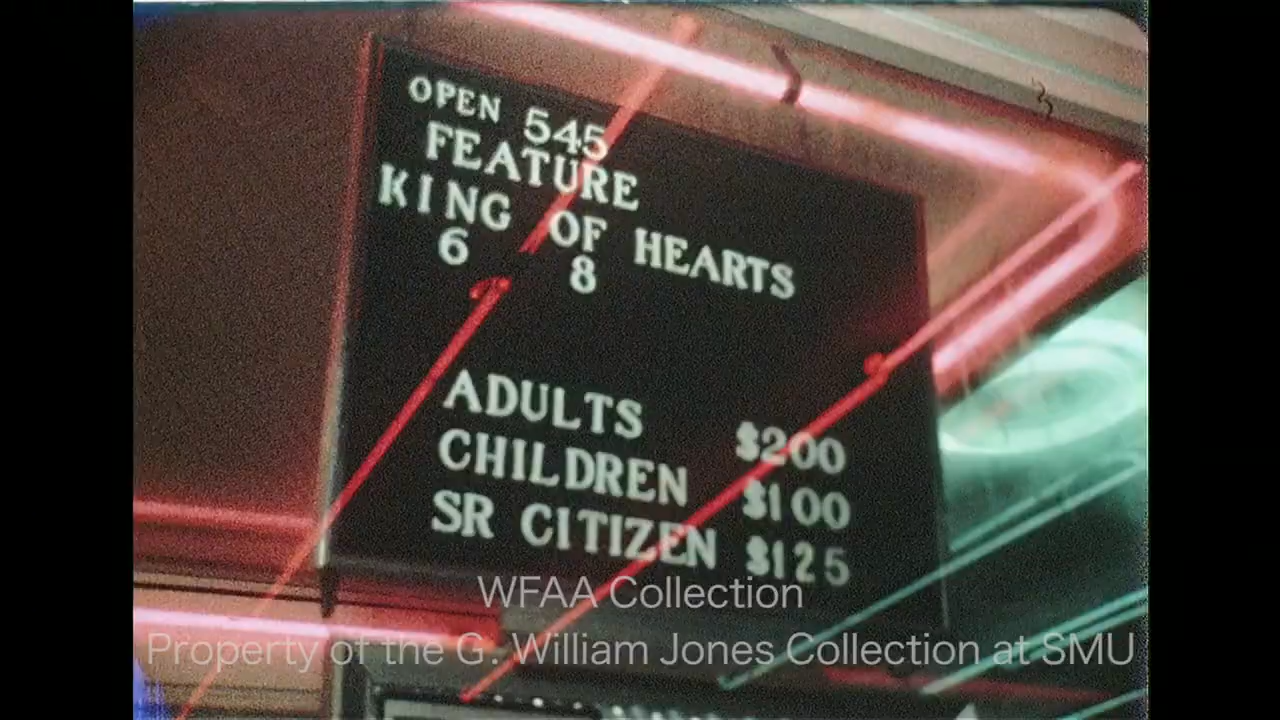 OPEN 545
FEATURE
KING OF HEARTS
6 8
ADULTS $200
CHILDREN $100
SR CITIZEN $125
WFAA Collection
Property of the G. William Jones Collection at SMU